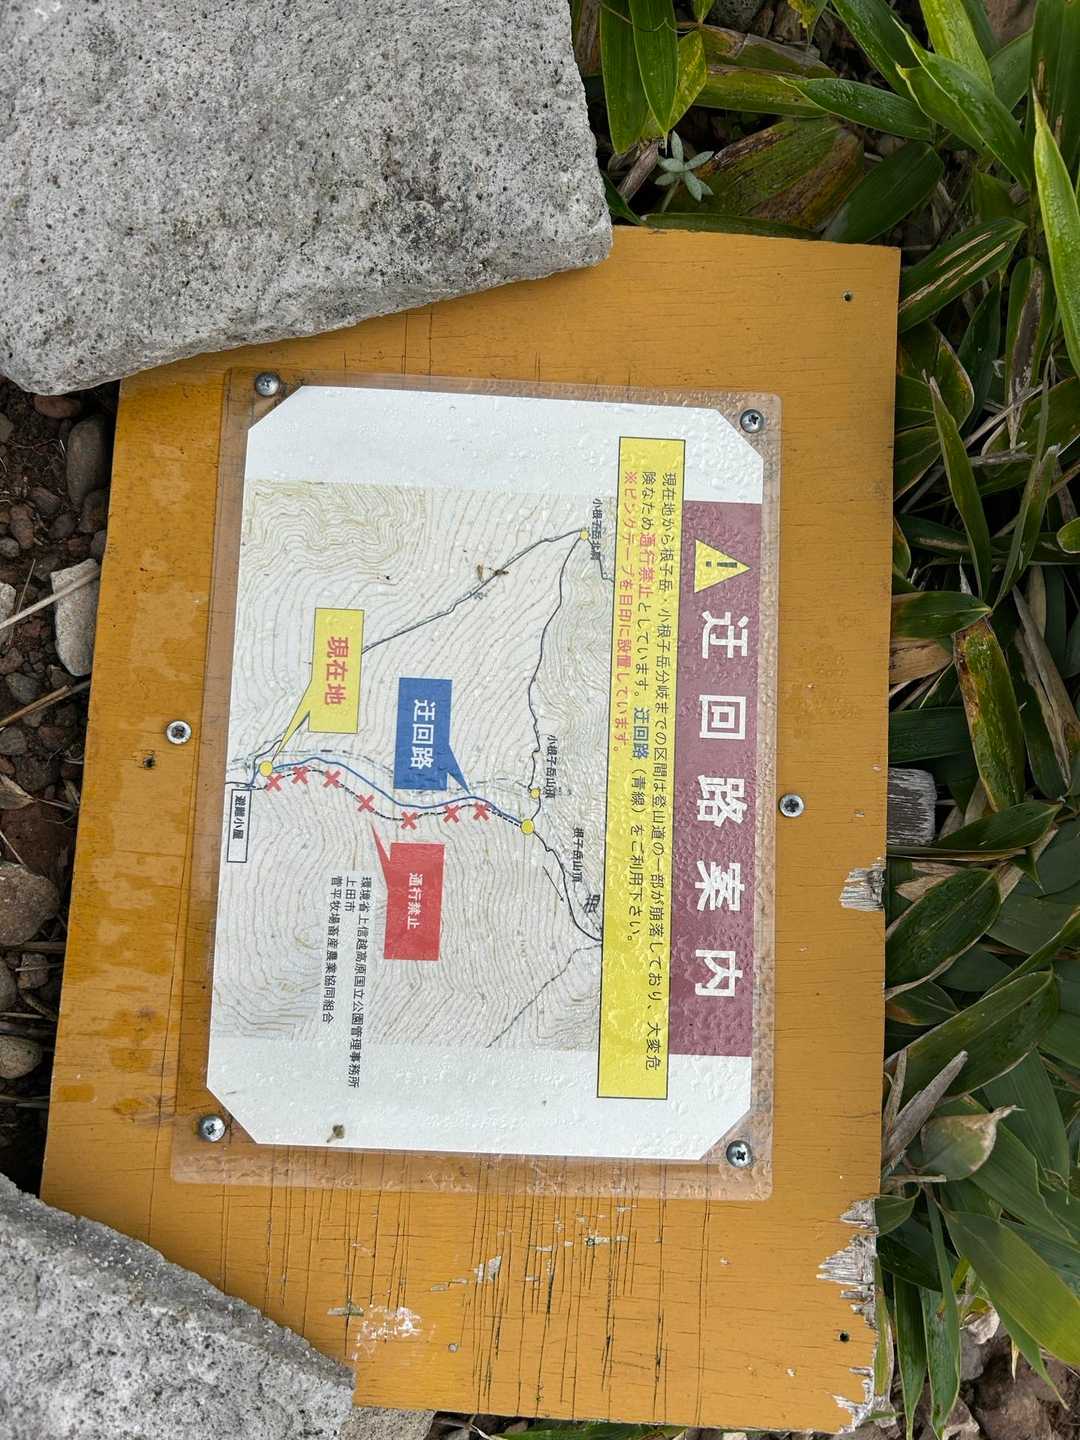 迂回路案内
現在地から根子岳・小根子岳分岐までの区間は登山道の一部が崩落しており、大変危
険なため通行禁止としています。迂回路（青線）をご利用下さい。
※ピンクテープを目印に設置しています。
小根子岳山頂
根子岳山頂
迂回路
現在地
通行禁止
避難小屋
環境省上信越高原国立公園管理事務所
上田市
菅平牧場畜産農業協同組合